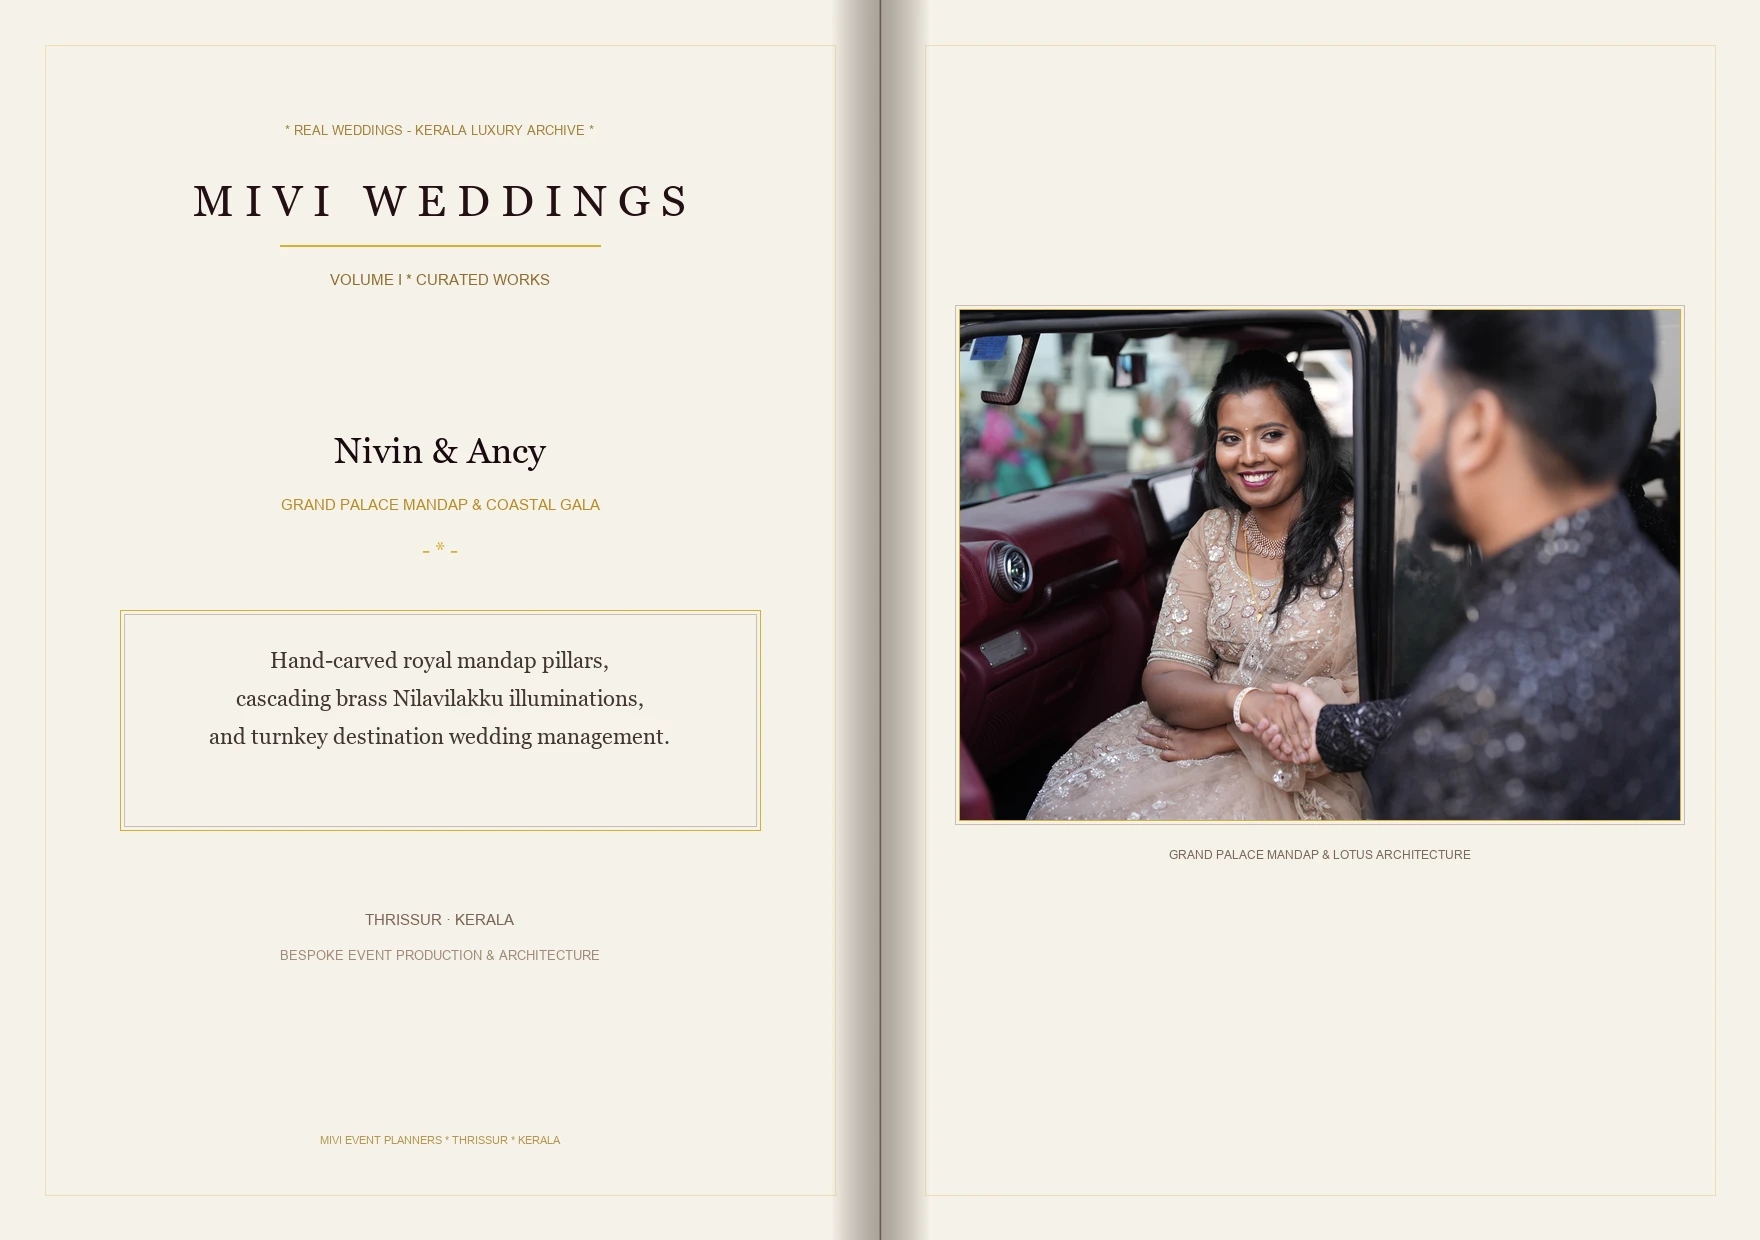 * REAL WEDDINGS - KERALA LUXURY ARCHIVE *
MIVI WEDDINGS
VOLUME I * CURATED WORKS
Nivin & Ancy
GRAND PALACE MANDAP & COASTAL GALA
- * -
Hand-carved royal mandap pillars,
cascading brass Nilavilakku illuminations,
and turnkey destination wedding management.
THRISSUR · KERALA
BESPOKE EVENT PRODUCTION & ARCHITECTURE
MIVI EVENT PLANNERS * THRISSUR * KERALA
GRAND PALACE MANDAP & LOTUS ARCHITECTURE